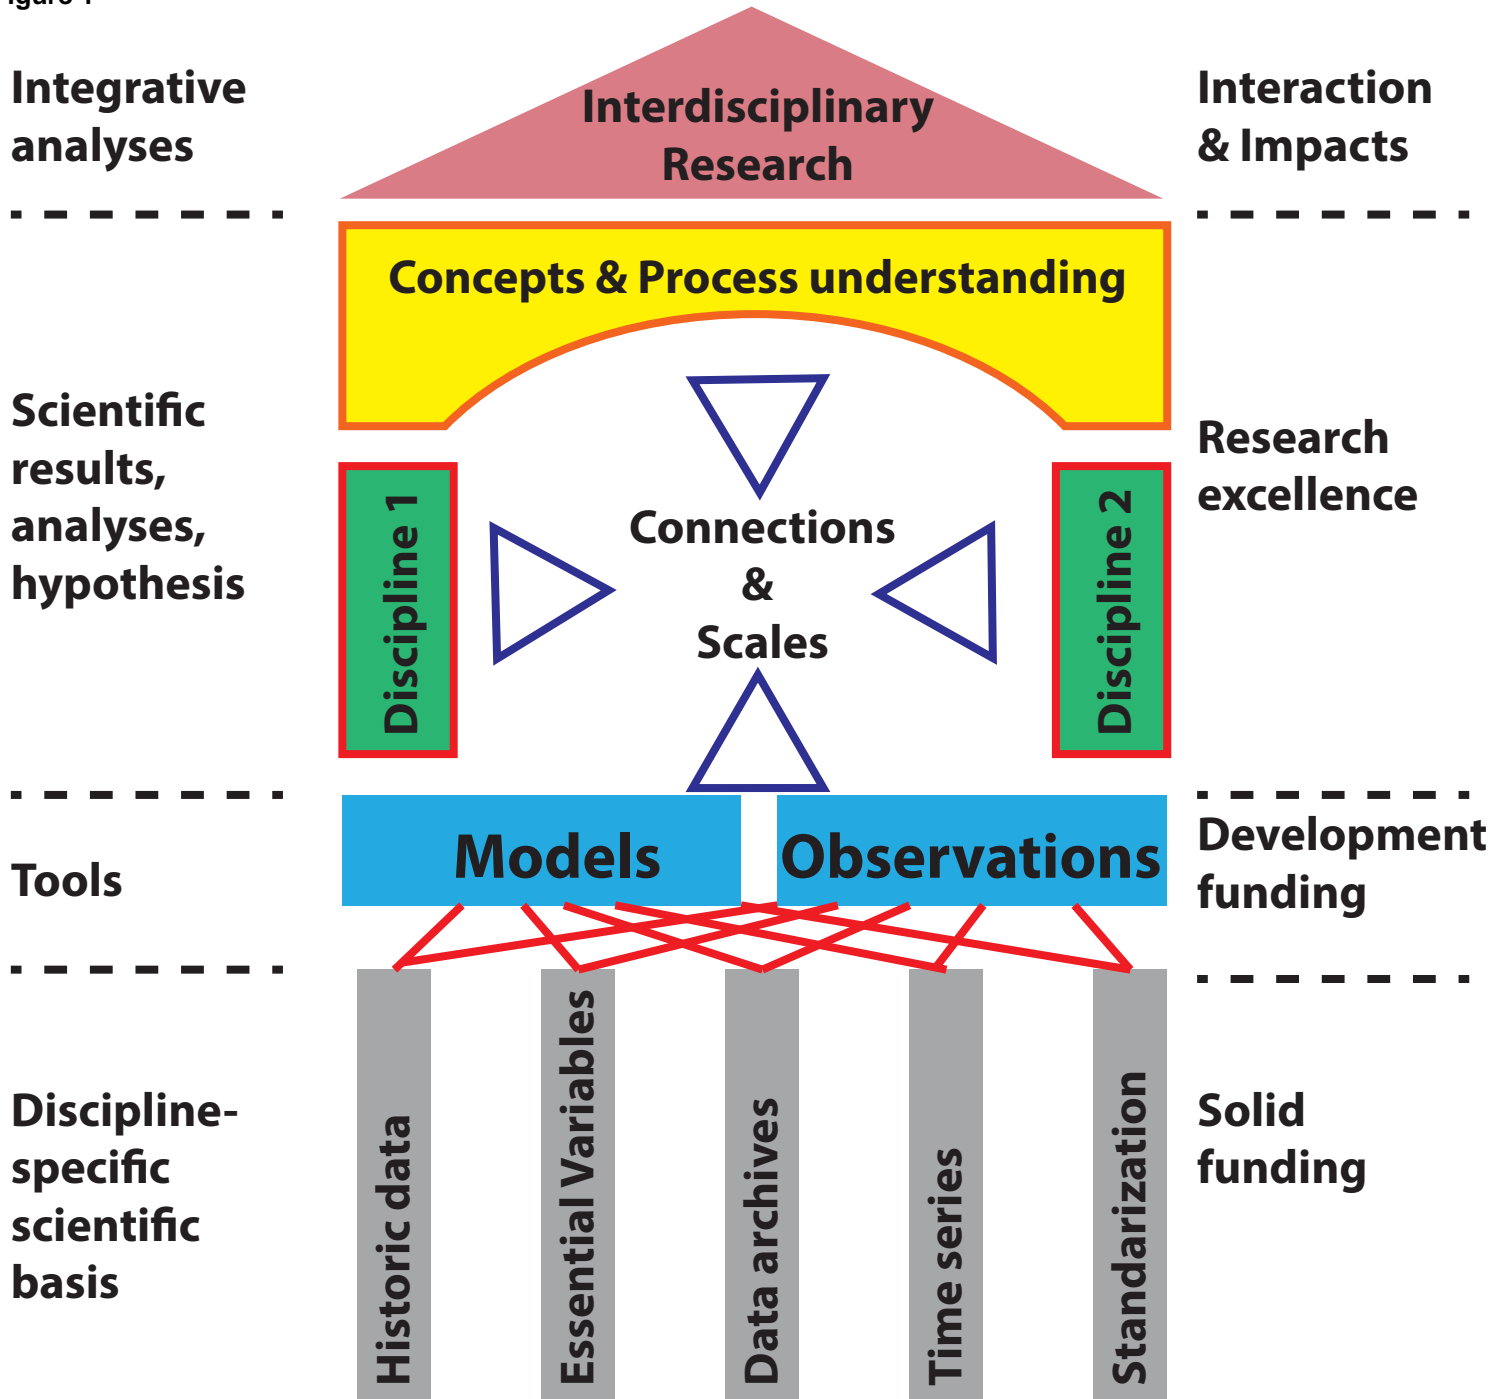 Integrative
analyses
Interdisciplinary
Research
Interaction
& Impacts
Concepts & Process understanding
Scientific
results,
analyses,
hypothesis
Discipline 1
Connections
&
Scales
Discipline 2
Research
excellence
Tools
Models
Observations
Development
funding
Discipline-
specific
scientific
basis
Historic data
Essential Variables
Data archives
Time series
Standarization
Solid
funding